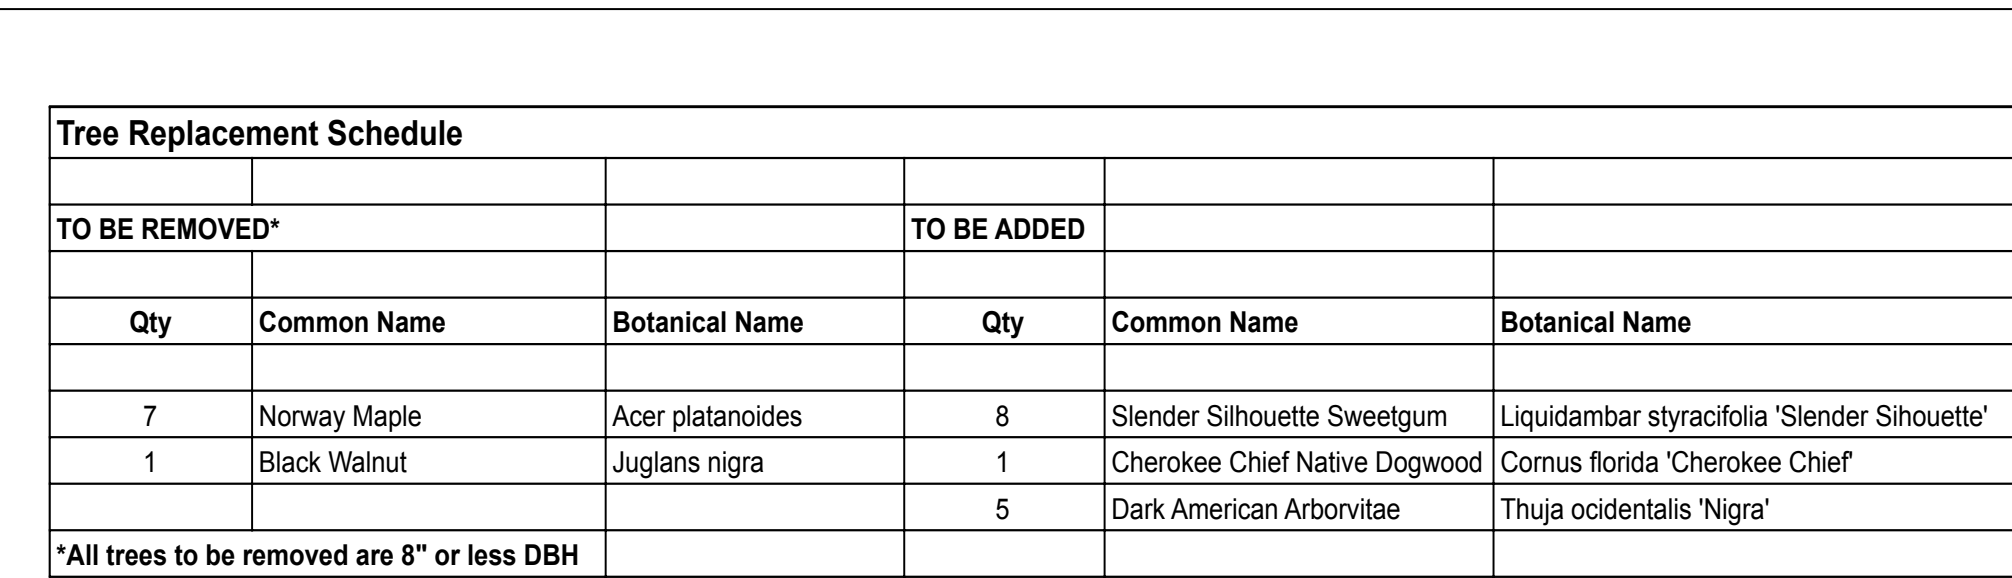 Tree Replacement Schedule
TO BE REMOVED* TO BE ADDED
Qty Common Name Botanical Name Qty Common Name Botanical Name
7 Norway Maple Acer platanoides 8 Slender Silhouette Sweetgum Liquidambar styracifolia 'Slender Sihouette'
1 Black Walnut Juglans nigra 1 Cherokee Chief Native Dogwood Cornus florida 'Cherokee Chief'
5 Dark American Arborvitae Thuja ocidentalis 'Nigra'
*All trees to be removed are 8" or less DBH